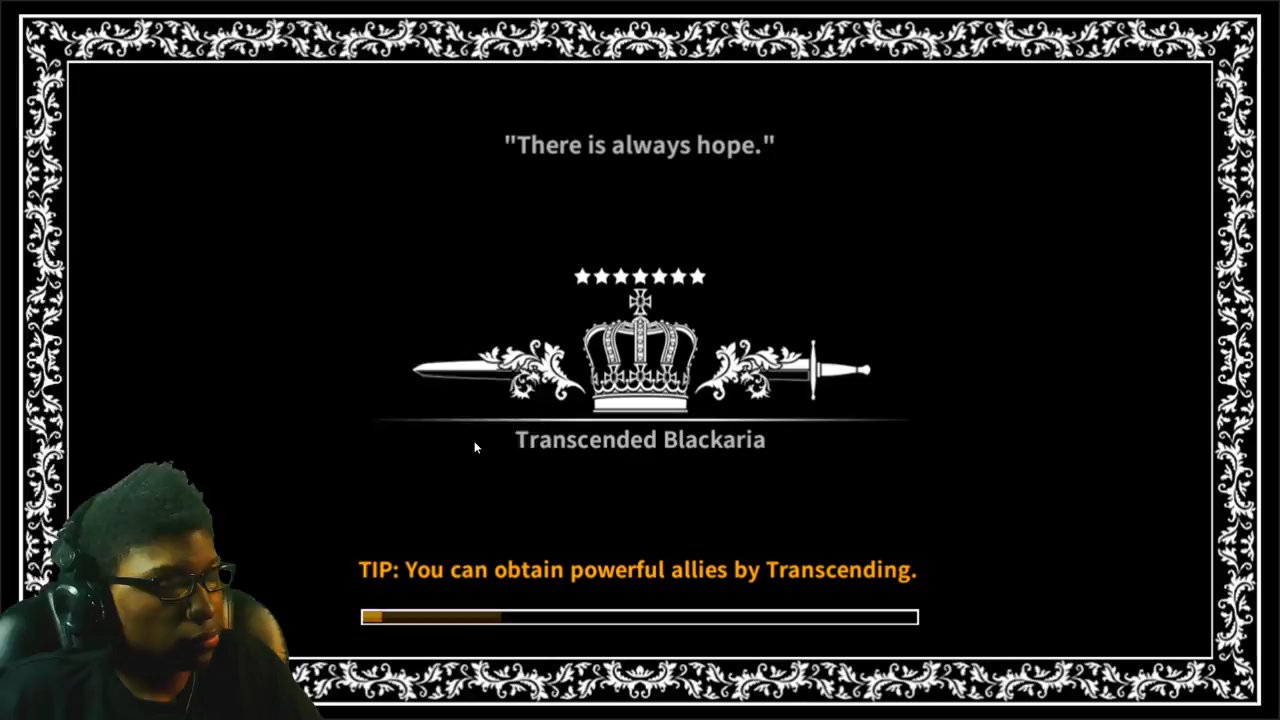 "There is always hope."
Transcended Blackaria
TIP: You can obtain powerful allies by Transcending.